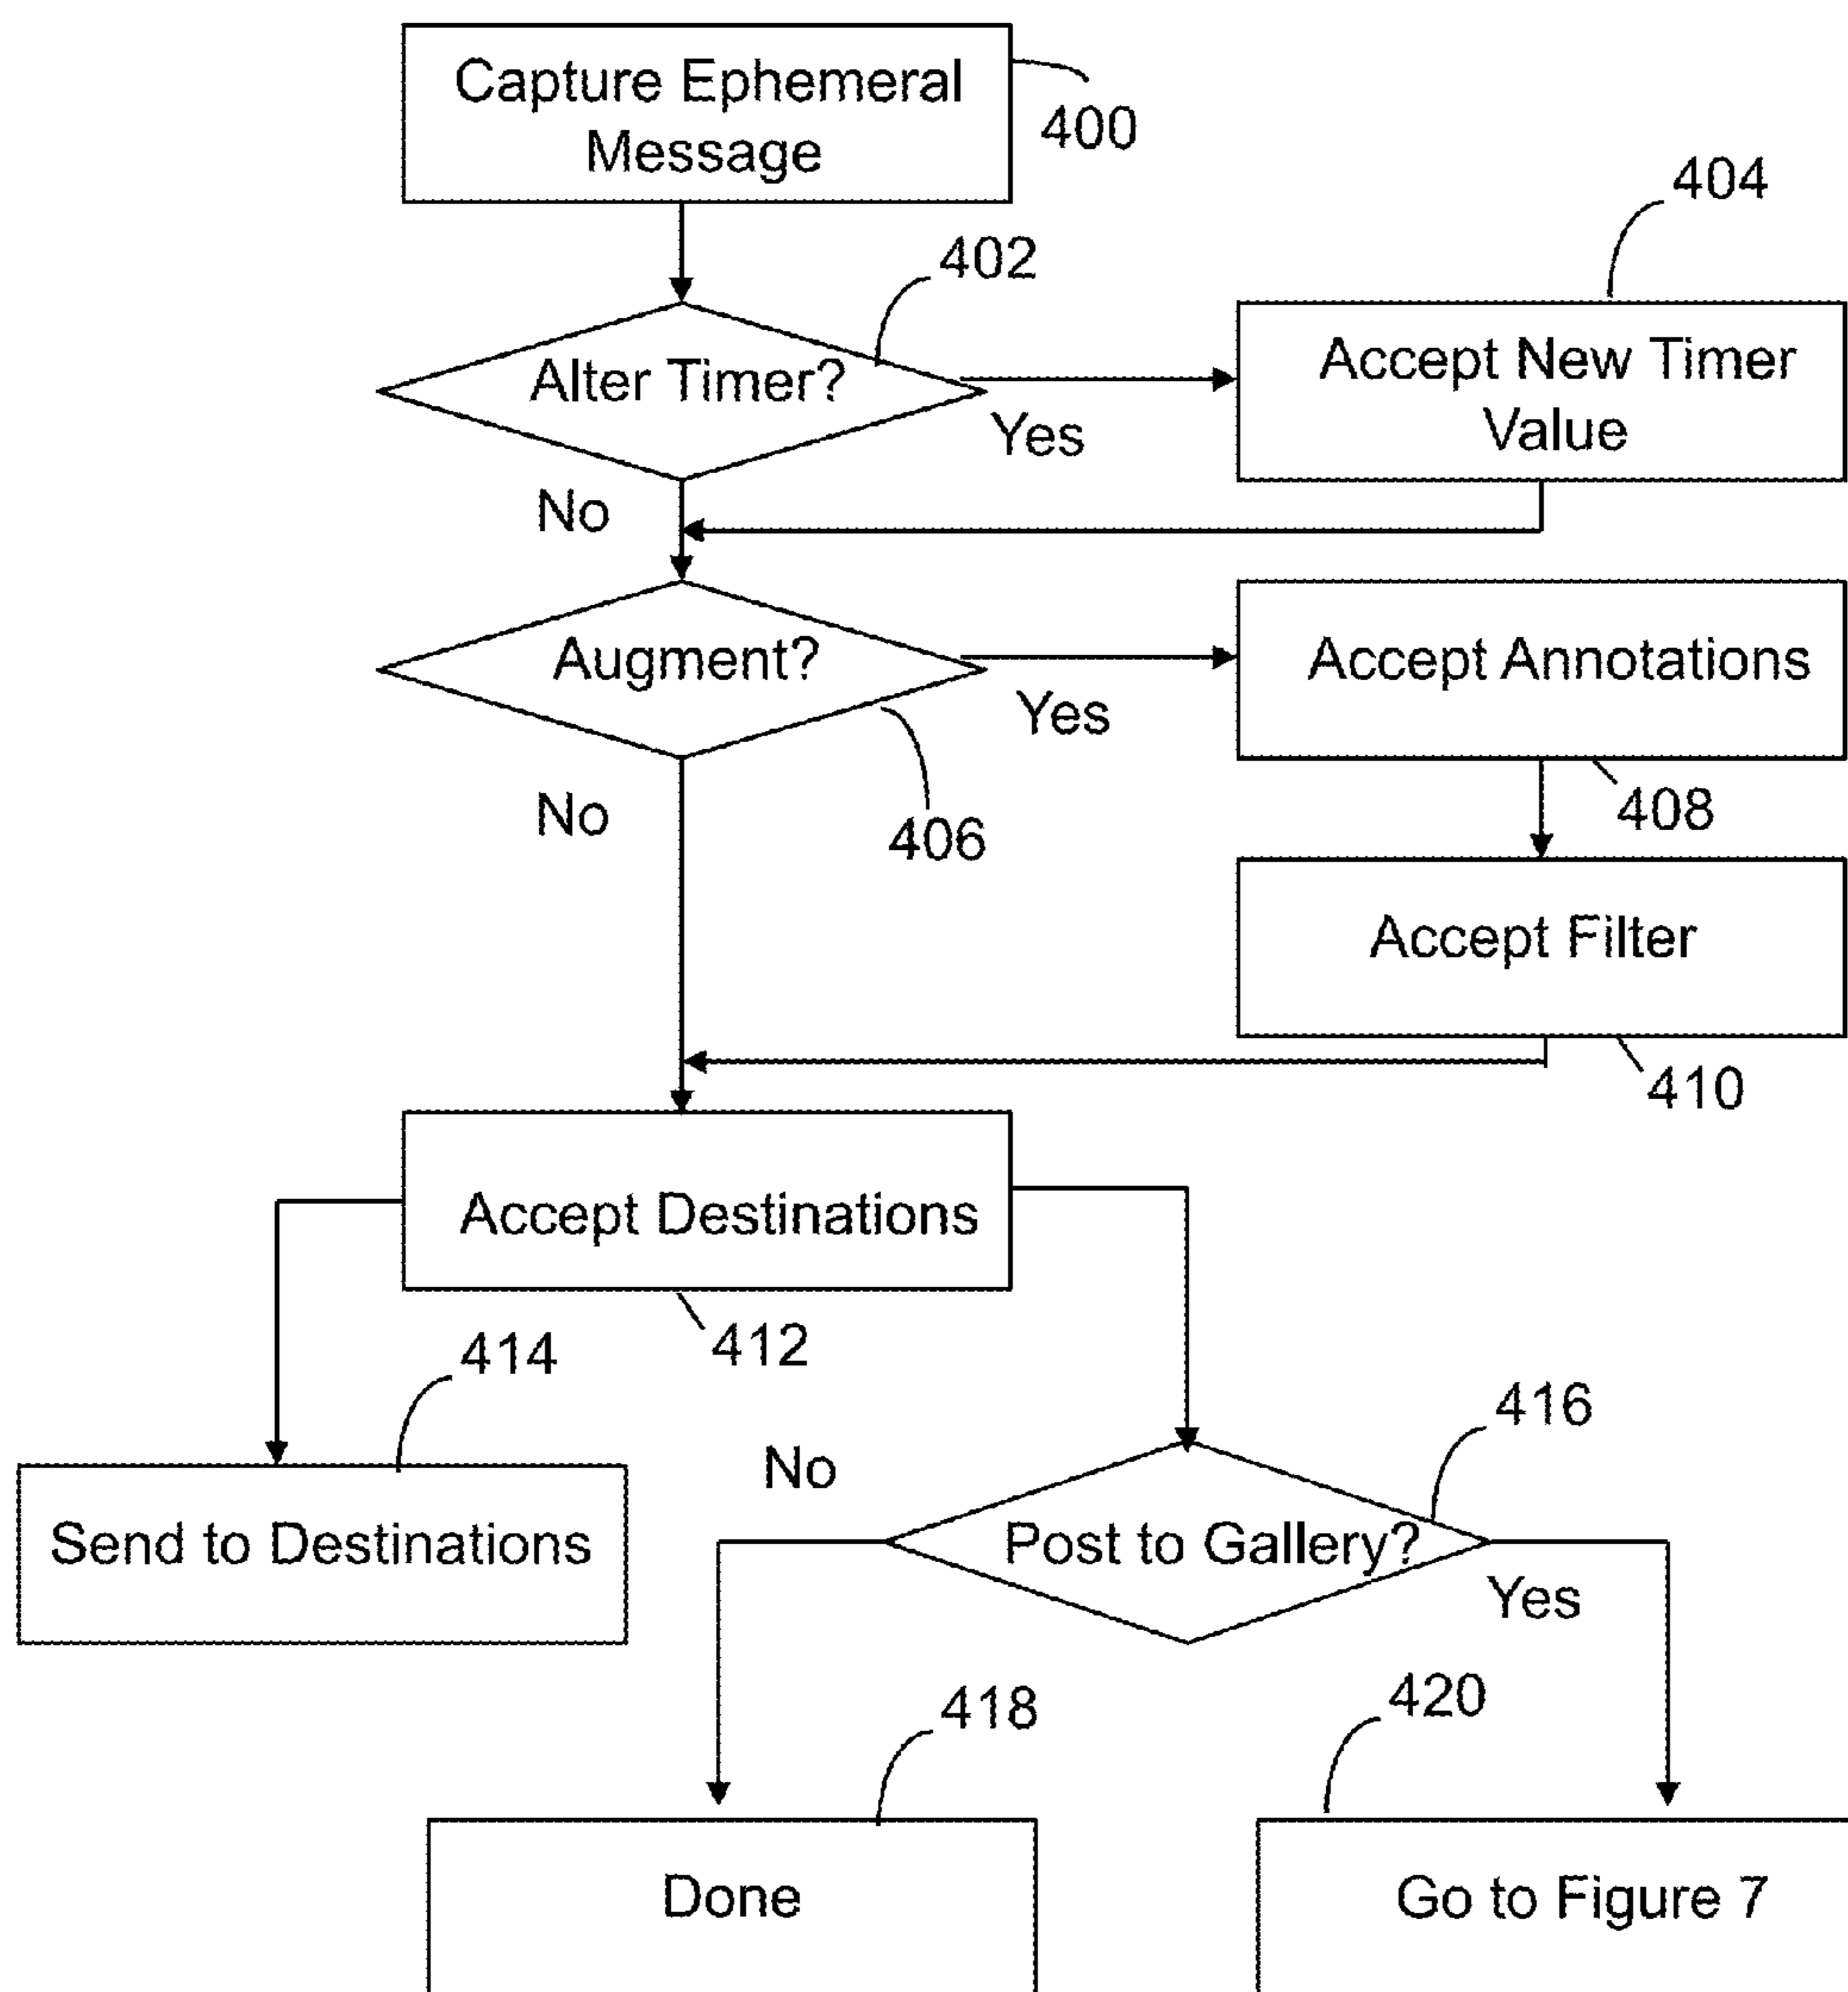 Capture Ephemeral
Message
400
404
402
Alter Timer?
Accept New Timer
Value
Yes
No
Augment?
Accept Annotations
Yes
408
No
406
Accept Filter
410
Accept Destinations
412
414
416
No
Send to Destinations
Post to Gallery?
Yes
418
420
Done
Go to Figure 7